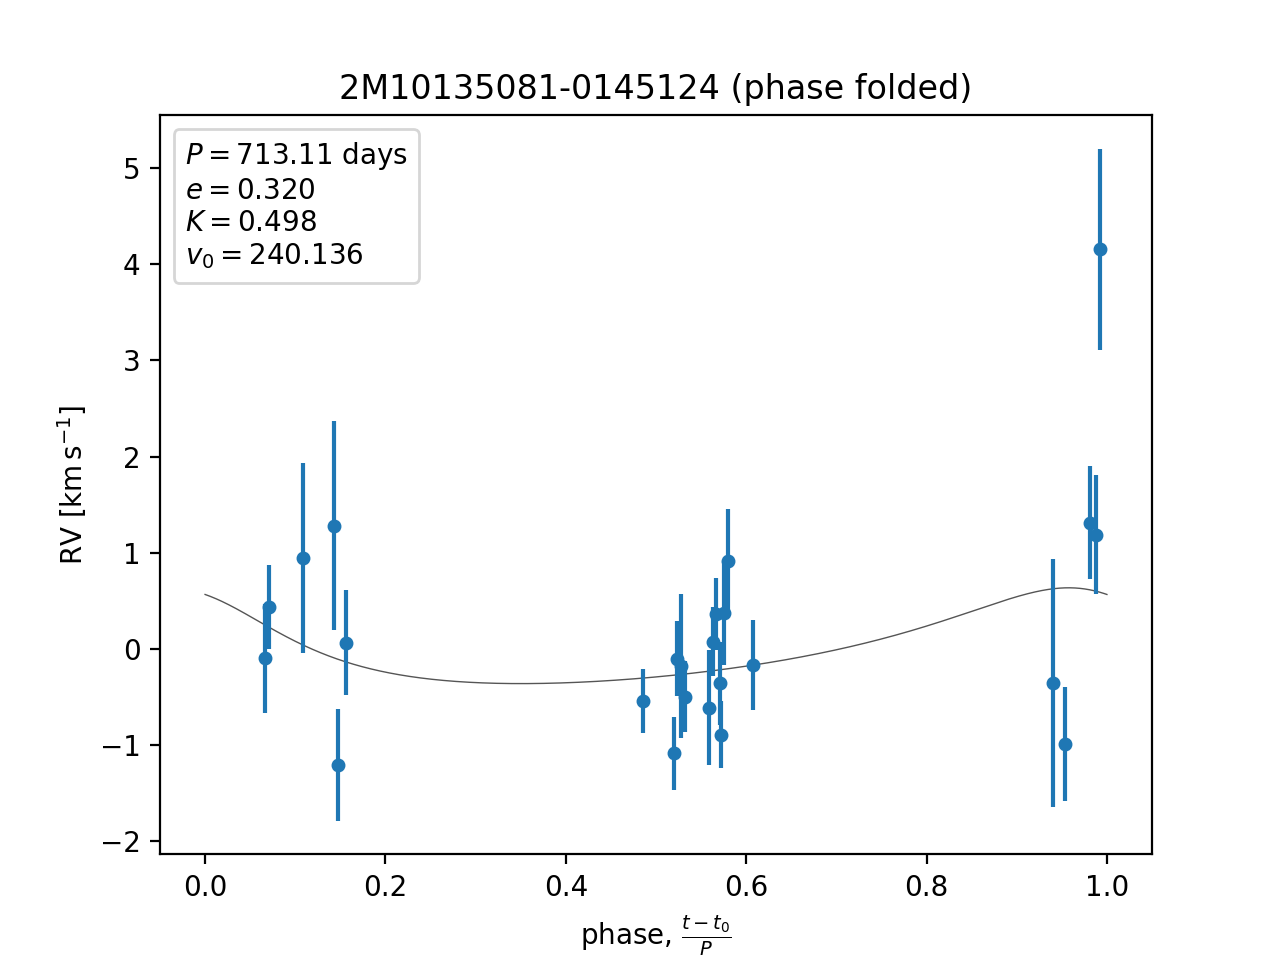 2M10135081-0145124 (phase folded)
P = 713.11 days
e = 0.320
K = 0.498
v₀ = 240.136
5
4
3
2
1
0
−1
−2
RV [km s⁻¹]
0.0 0.2 0.4 0.6 0.8 1.0
phase, (t − t₀)/P